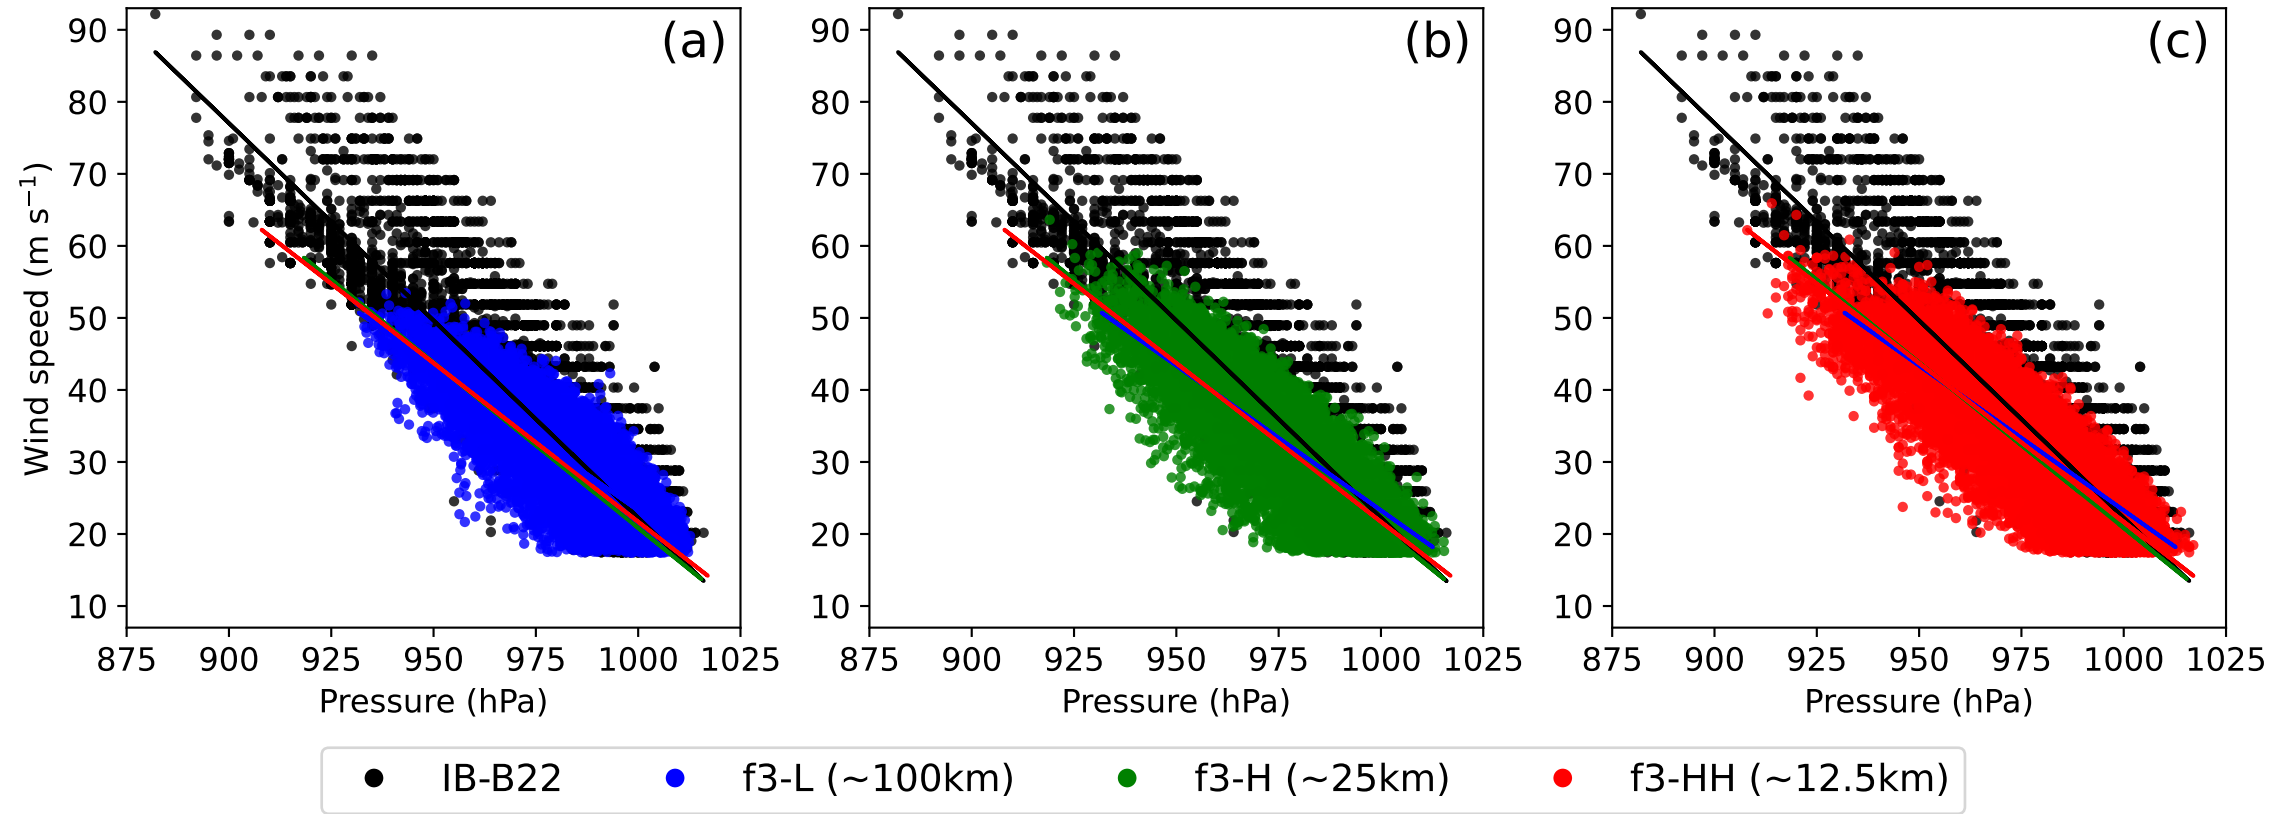 (a) (b) (c)
90 90 90
80 80 80
70 70 70
60 60 60
50 50 50
40 40 40
30 30 30
20 20 20
10 10 10
Wind speed (m s⁻¹)
875 900 925 950 975 1000 1025 875 900 925 950 975 1000 1025 875 900 925 950 975 1000 1025
Pressure (hPa) Pressure (hPa) Pressure (hPa)
IB-B22 f3-L (~100km) f3-H (~25km) f3-HH (~12.5km)